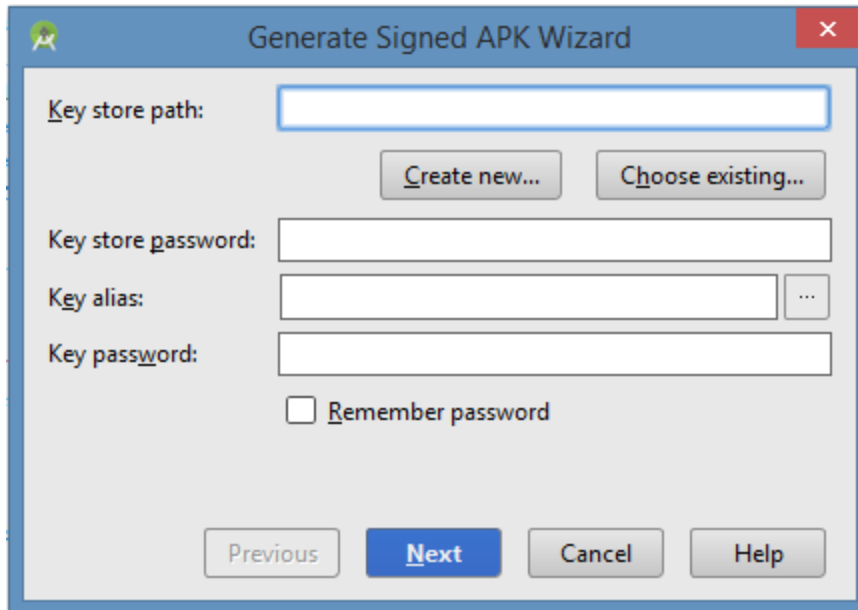 Generate Signed APK Wizard
Key store path:
Create new... Choose existing...
Key store password:
Key alias: ...
Key password:
Remember password
Previous Next Cancel Help